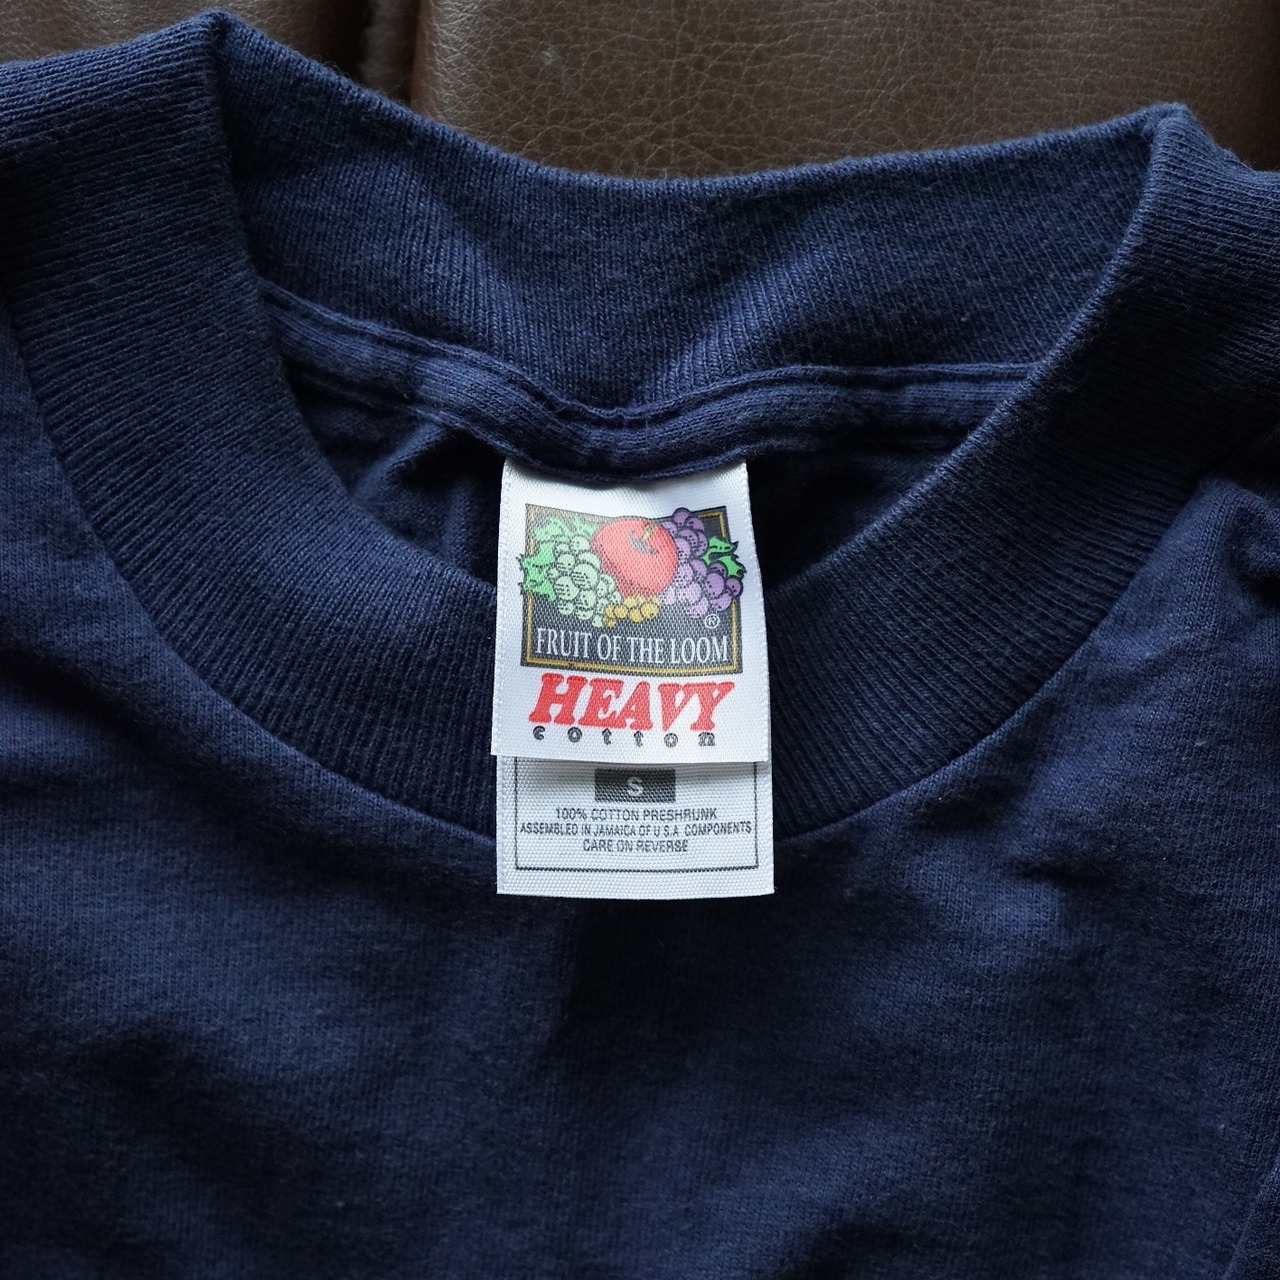 ®
FRUIT OF THE LOOM
HEAVY
cotton
S
100% COTTON PRESHRUNK
ASSEMBLED IN JAMAICA OF U.S.A. COMPONENTS
CARE ON REVERSE